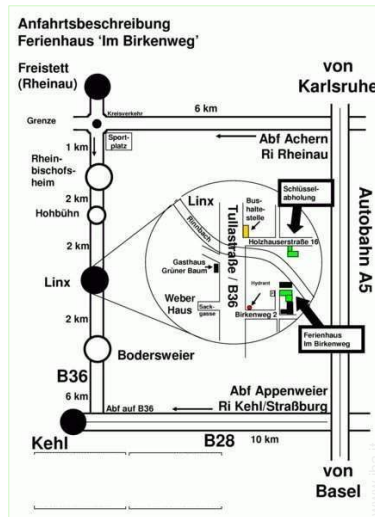 Anfahrtsbeschreibung
Ferienhaus 'Im Birkenweg'
Freistett
(Rheinau)
von
Karlsruhe
Kreisverkehr
6 km
Grenze
Sport-
platz
1 km
Abf Achern
Ri Rheinau
Rhein-
bischofs-
heim
2 km
Hohbühn
2 km
Linx
2 km
Bodersweier
B36
6 km
Kehl
Linx
Rinnbach
Tullastraße / B36
Bus-
halte-
stelle
Schlüssel-
abholung
Holzhauserstraße 16
Gasthaus
Grüner Baum
Weber
Haus
Sack-
gasse
Hydrant
Birkenweg 2
Ferienhaus
Im Birkenweg
Autobahn A5
Abf Appenweier
Ri Kehl/Straßburg
Abf auf B36
B28
10 km
von
Basel